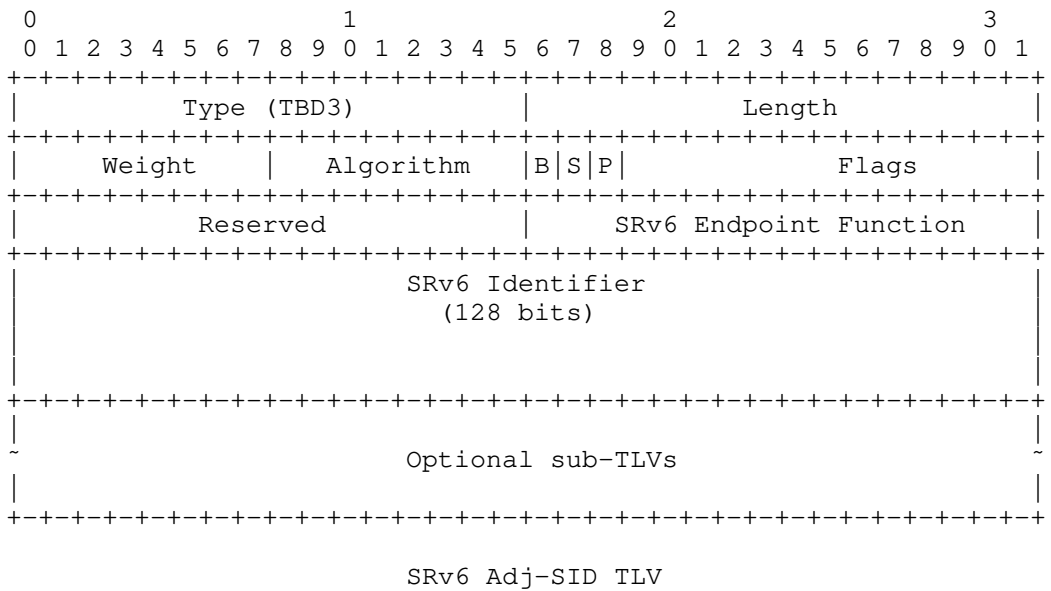 0                   1                   2                   3
0 1 2 3 4 5 6 7 8 9 0 1 2 3 4 5 6 7 8 9 0 1 2 3 4 5 6 7 8 9 0 1
+-+-+-+-+-+-+-+-+-+-+-+-+-+-+-+-+-+-+-+-+-+-+-+-+-+-+-+-+-+-+-+-+
|          Type (TBD3)          |             Length            |
+-+-+-+-+-+-+-+-+-+-+-+-+-+-+-+-+-+-+-+-+-+-+-+-+-+-+-+-+-+-+-+-+
|     Weight    |   Algorithm   |B|S|P|             Flags       |
+-+-+-+-+-+-+-+-+-+-+-+-+-+-+-+-+-+-+-+-+-+-+-+-+-+-+-+-+-+-+-+-+
|           Reserved            |     SRv6 Endpoint Function    |
+-+-+-+-+-+-+-+-+-+-+-+-+-+-+-+-+-+-+-+-+-+-+-+-+-+-+-+-+-+-+-+-+
|                        SRv6 Identifier                        |
|                          (128 bits)                           |
|                                                               |
|                                                               |
+-+-+-+-+-+-+-+-+-+-+-+-+-+-+-+-+-+-+-+-+-+-+-+-+-+-+-+-+-+-+-+-+
|                                                               |
~                        Optional sub-TLVs                      ~
|                                                               |
+-+-+-+-+-+-+-+-+-+-+-+-+-+-+-+-+-+-+-+-+-+-+-+-+-+-+-+-+-+-+-+-+
SRv6 Adj-SID TLV